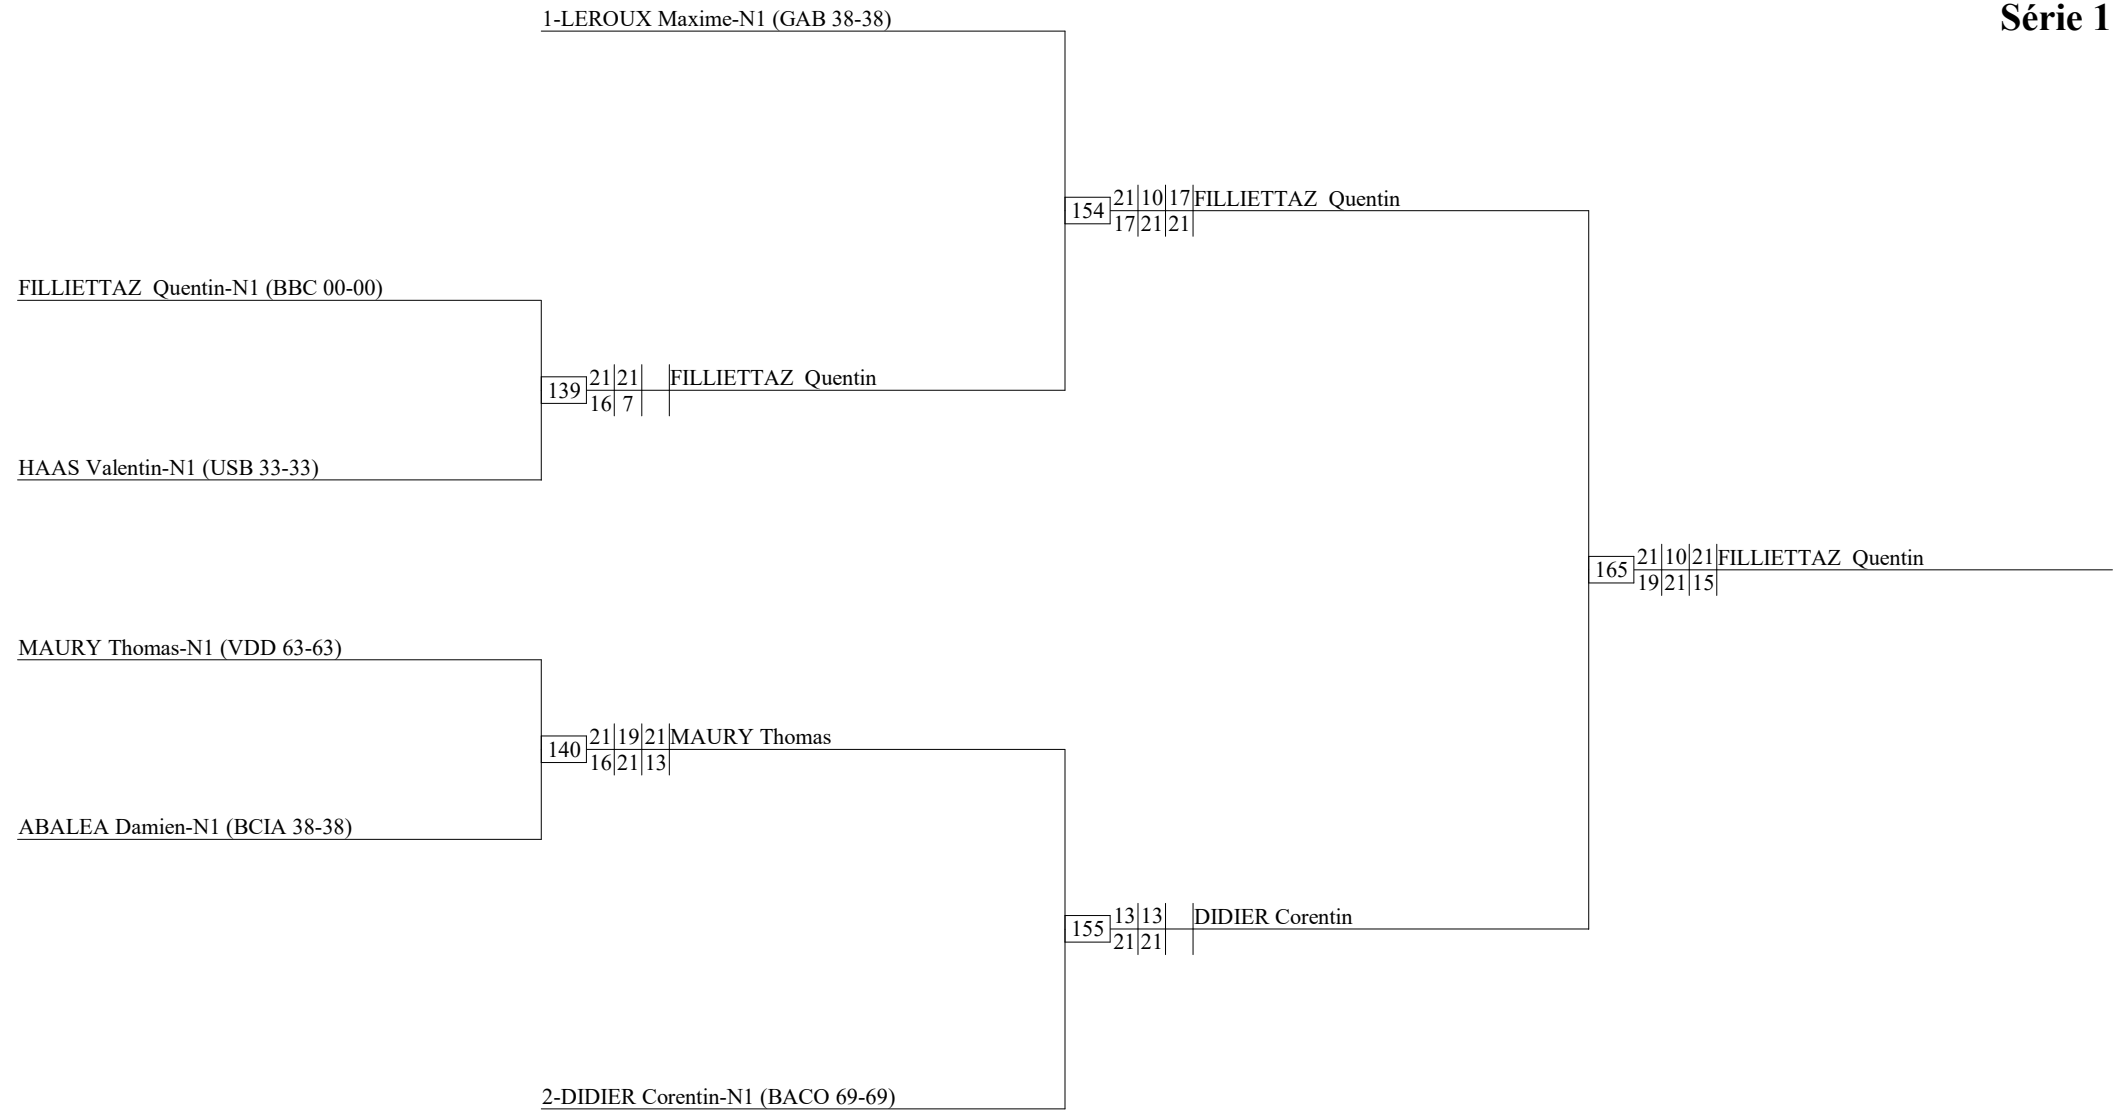 1-LEROUX Maxime-N1 (GAB 38-38)
Série 1
21 10 17 FILLIETTAZ Quentin
154
17 21 21
FILLIETTAZ Quentin-N1 (BBC 00-00)
21 21 FILLIETTAZ Quentin
139
16 7
HAAS Valentin-N1 (USB 33-33)
21 10 21 FILLIETTAZ Quentin
165
19 21 15
MAURY Thomas-N1 (VDD 63-63)
21 19 21 MAURY Thomas
140
16 21 13
ABALEA Damien-N1 (BCIA 38-38)
13 13 DIDIER Corentin
155
21 21
2-DIDIER Corentin-N1 (BACO 69-69)